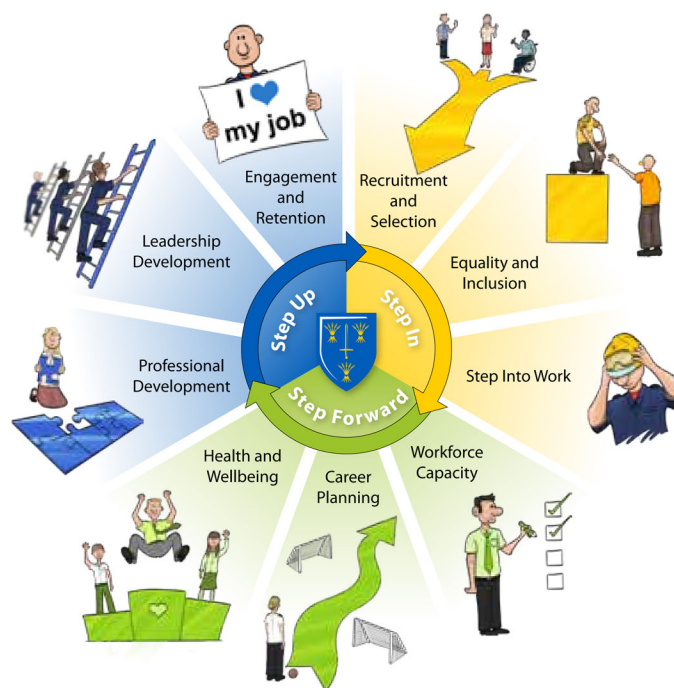 I ♥
my job
Engagement
and
Retention
Recruitment
and
Selection
Leadership
Development
Equality and
Inclusion
Step Up
Step In
Step Forward
Professional
Development
Step Into Work
Health and
Wellbeing
Career
Planning
Workforce
Capacity